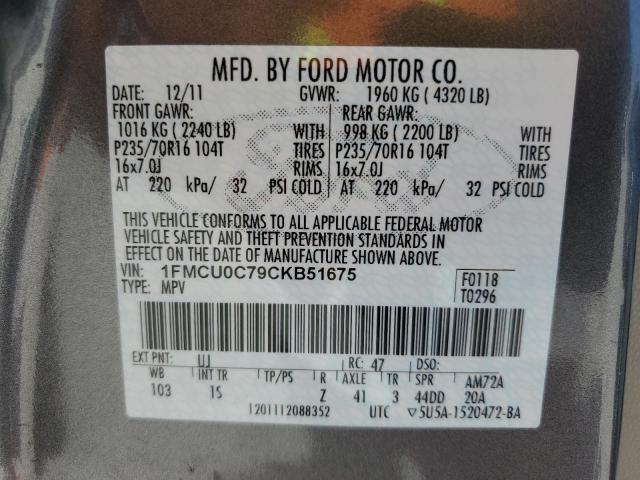 MFD. BY FORD MOTOR CO.
DATE: 12/11 GVWR: 1960 KG ( 4320 LB)
FRONT GAWR: REAR GAWR:
1016 KG ( 2240 LB) WITH 998 KG ( 2200 LB) WITH
P235/70R16 104T TIRES P235/70R16 104T TIRES
16x7.0J RIMS 16x7.0J RIMS
AT 220 kPa/ 32 PSI COLD AT 220 kPa/ 32 PSI COLD
THIS VEHICLE CONFORMS TO ALL APPLICABLE FEDERAL MOTOR
VEHICLE SAFETY AND THEFT PREVENTION STANDARDS IN
EFFECT ON THE DATE OF MANUFACTURE SHOWN ABOVE.
VIN: 1FMCU0C79CKB51675 F0118
TYPE: MPV T0296
EXT PNT: UJ RC: 47 DSO:
WB INT TR TP/PS R AXLE TR SPR AM72A
103 1S Z 41 3 44DD 20A
1201112088352 UTC 5U5A-1520472-BA